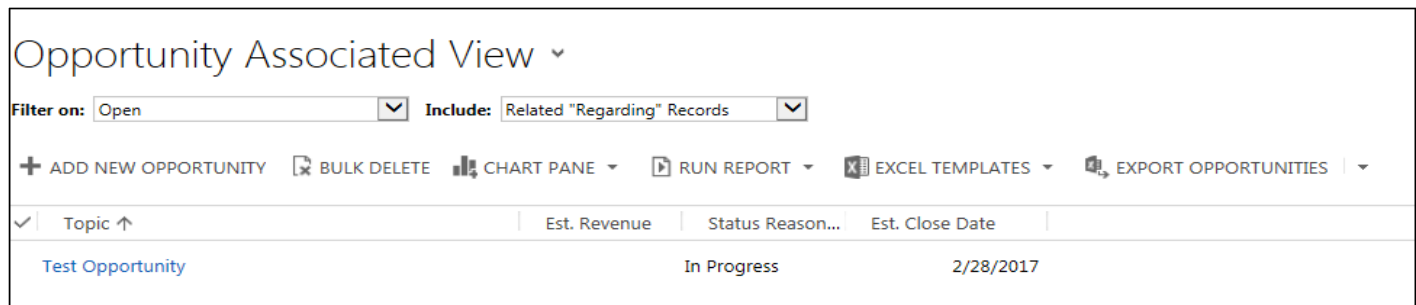 Opportunity Associated View
Filter on: Open Include: Related "Regarding" Records
ADD NEW OPPORTUNITY BULK DELETE CHART PANE RUN REPORT EXCEL TEMPLATES EXPORT OPPORTUNITIES
Topic ↑ Est. Revenue Status Reason... Est. Close Date
Test Opportunity In Progress 2/28/2017